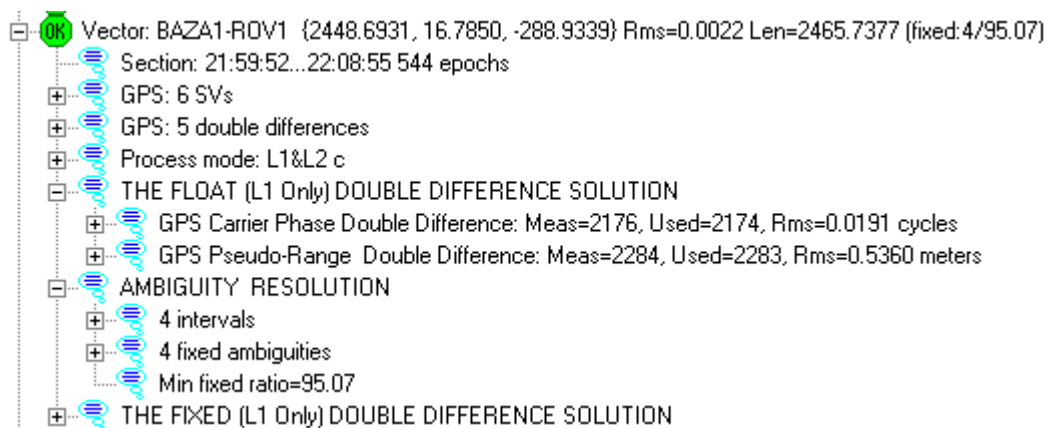 OK Vector: BAZA1-ROV1 {2448.6931, 16.7850, -288.9339} Rms=0.0022 Len=2465.7377 (fixed:4/95.07)
Section: 21:59:52...22:08:55 544 epochs
GPS: 6 SVs
GPS: 5 double differences
Process mode: L1&L2 c
THE FLOAT (L1 Only) DOUBLE DIFFERENCE SOLUTION
GPS Carrier Phase Double Difference: Meas=2176, Used=2174, Rms=0.0191 cycles
GPS Pseudo-Range Double Difference: Meas=2284, Used=2283, Rms=0.5360 meters
AMBIGUITY RESOLUTION
4 intervals
4 fixed ambiguities
Min fixed ratio=95.07
THE FIXED (L1 Only) DOUBLE DIFFERENCE SOLUTION